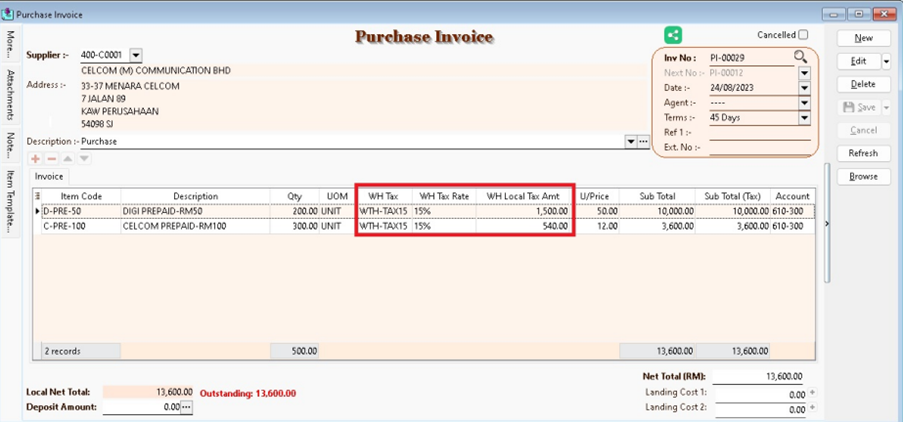 Purchase Invoice
More...
Attachments
Note...
Item Template...
Purchase Invoice
Cancelled
Supplier :- 400-C0001
CELCOM (M) COMMUNICATION BHD
Address :- 33-37 MENARA CELCOM
7 JALAN 89
KAW PERUSAHAAN
54098 SJ
Description :- Purchase
Inv No : PI-00029
Next No :- PI-00012
Date :- 24/08/2023
Agent :- ----
Terms :- 45 Days
Ref 1 :-
Ext. No :-
New
Edit
Delete
Save
Cancel
Refresh
Browse
Invoice
Item Code Description Qty UOM WH Tax WH Tax Rate WH Local Tax Amt U/Price Sub Total Sub Total (Tax) Account
D-PRE-50 DIGI PREPAID-RM50 200.00 UNIT WTH-TAX15 15% 1,500.00 50.00 10,000.00 10,000.00 610-300
C-PRE-100 CELCOM PREPAID-RM100 300.00 UNIT WTH-TAX15 15% 540.00 12.00 3,600.00 3,600.00 610-300
2 records 500.00 13,600.00 13,600.00
Local Net Total: 13,600.00 Outstanding: 13,600.00
Deposit Amount: 0.00
Net Total (RM): 13,600.00
Landing Cost 1: 0.00
Landing Cost 2: 0.00